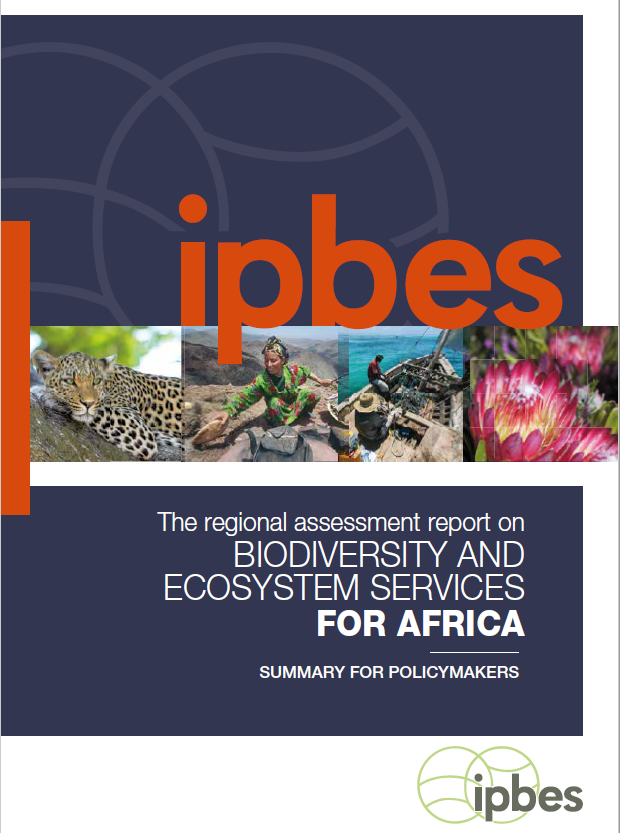 ipbes
The regional assessment report on
BIODIVERSITY AND
ECOSYSTEM SERVICES
FOR AFRICA
SUMMARY FOR POLICYMAKERS
ipbes